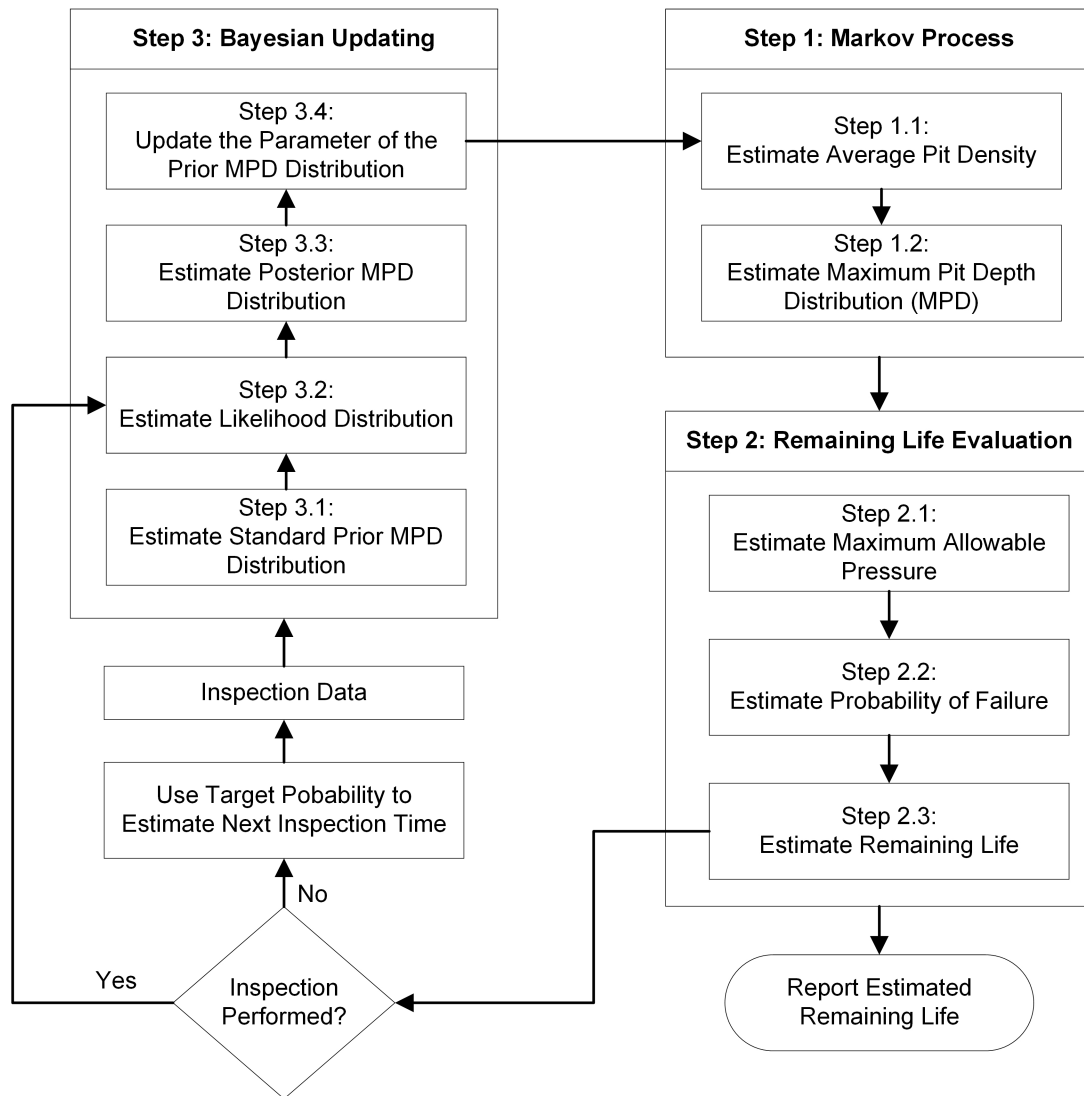 Step 3: Bayesian Updating
Step 3.4:
Update the Parameter of the
Prior MPD Distribution
Step 3.3:
Estimate Posterior MPD
Distribution
Step 3.2:
Estimate Likelihood Distribution
Step 3.1:
Estimate Standard Prior MPD
Distribution
Inspection Data
Use Target Pobability to
Estimate Next Inspection Time
No
Yes
Inspection
Performed?
Step 1: Markov Process
Step 1.1:
Estimate Average Pit Density
Step 1.2:
Estimate Maximum Pit Depth
Distribution (MPD)
Step 2: Remaining Life Evaluation
Step 2.1:
Estimate Maximum Allowable
Pressure
Step 2.2:
Estimate Probability of Failure
Step 2.3:
Estimate Remaining Life
Report Estimated
Remaining Life